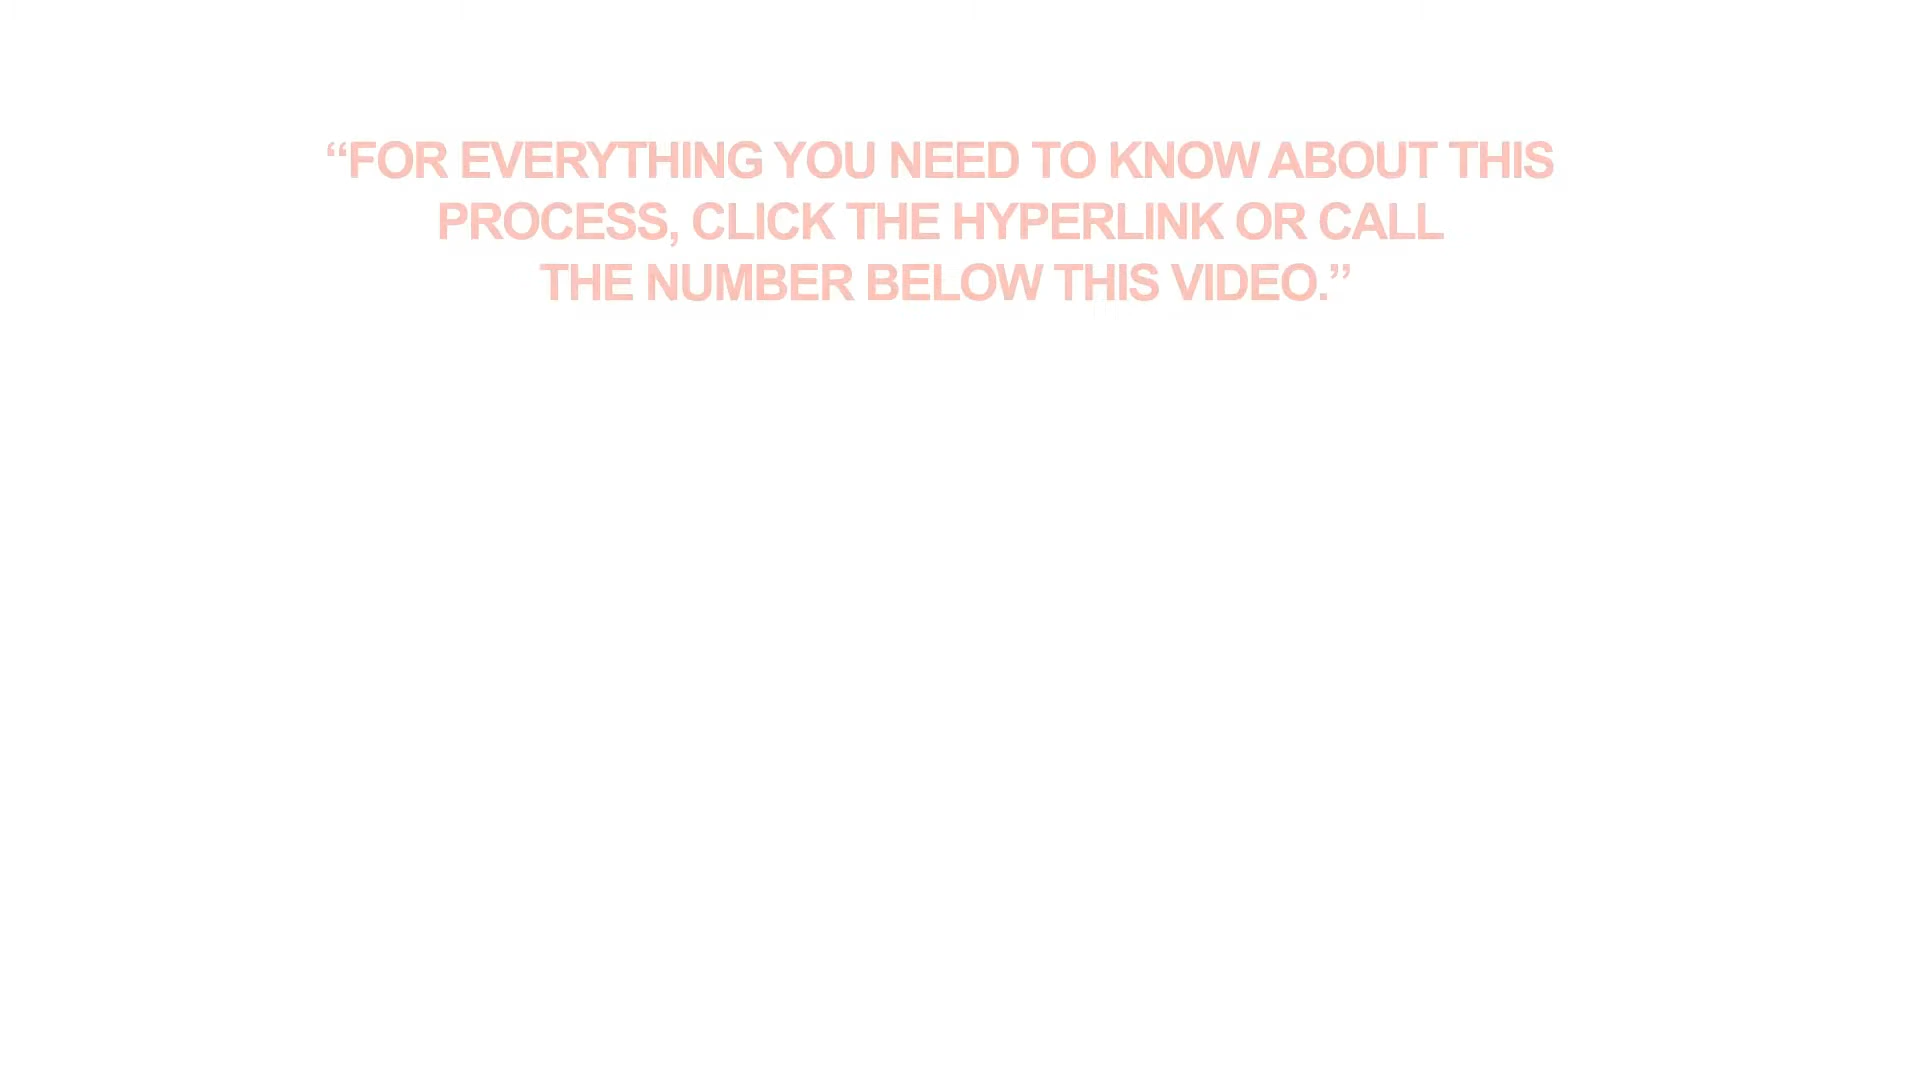 “FOR EVERYTHING YOU NEED TO KNOW ABOUT THIS
PROCESS, CLICK THE HYPERLINK OR CALL
THE NUMBER BELOW THIS VIDEO.”